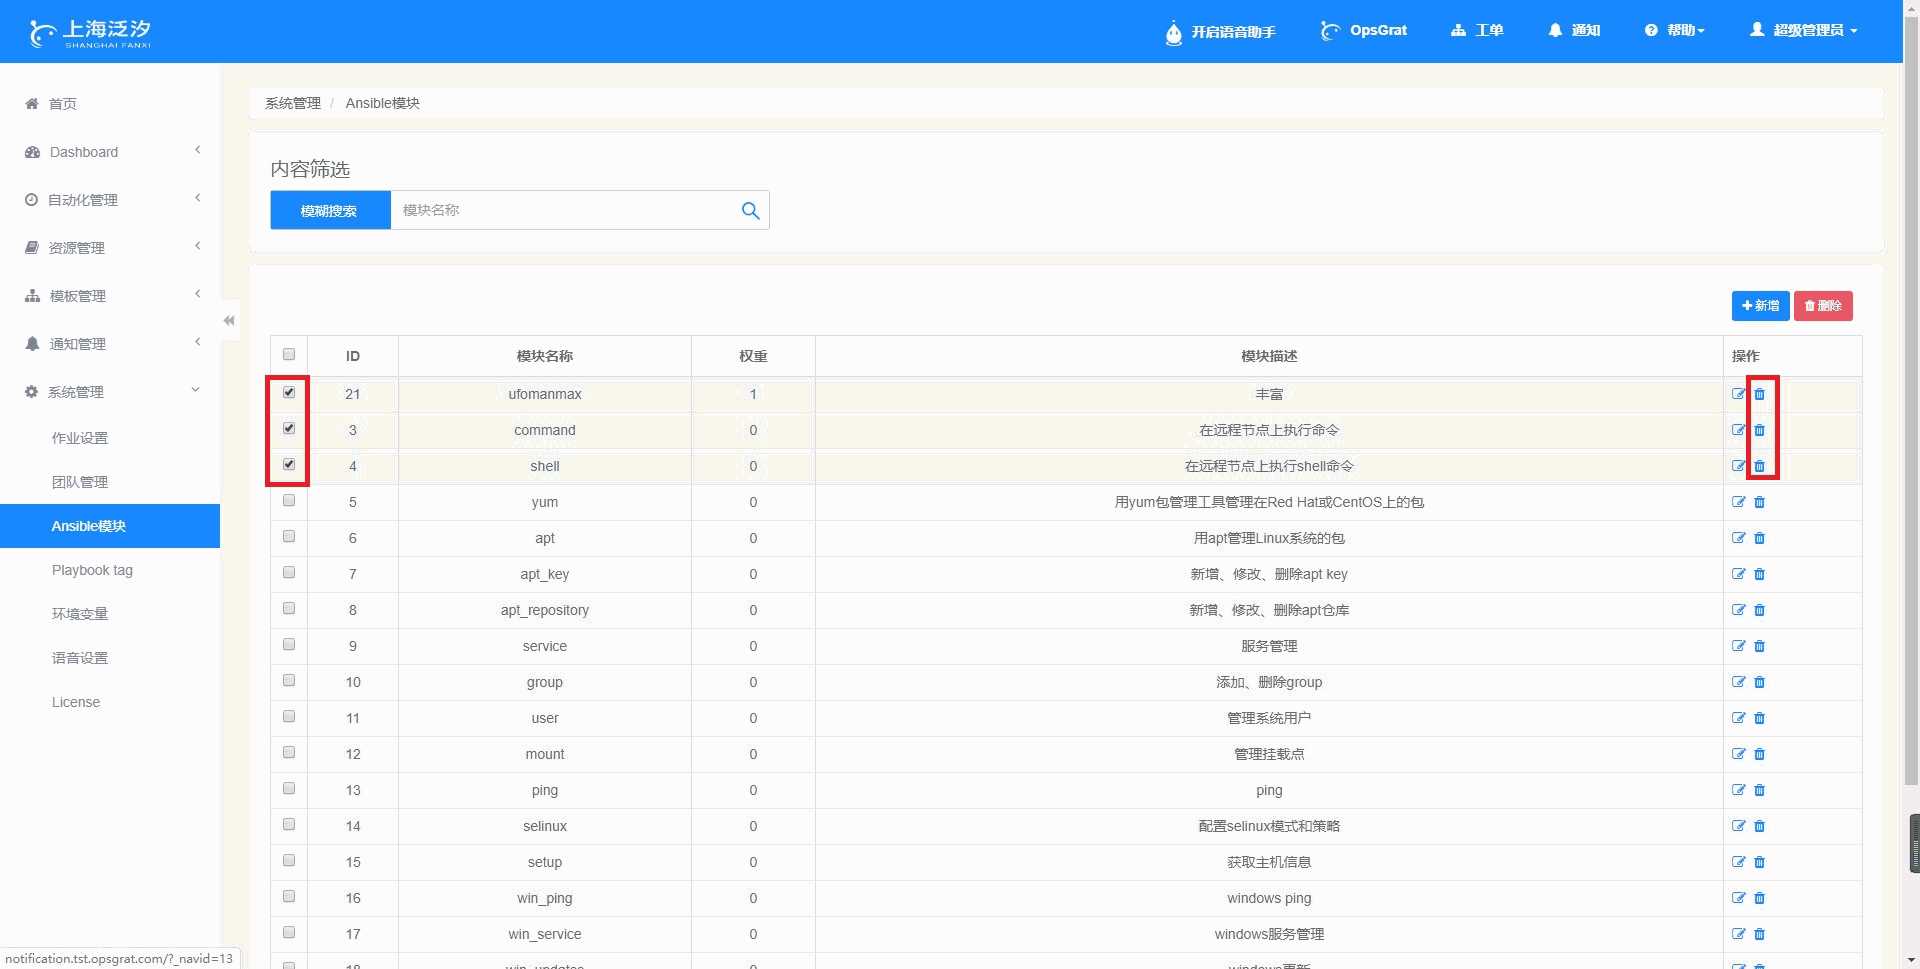 上海泛汐
SHANGHAI FANXI
开启语音助手
OpsGrat
工单
通知
帮助
超级管理员
首页
Dashboard
自动化管理
资源管理
模板管理
通知管理
系统管理
作业设置
团队管理
Ansible模块
Playbook tag
环境变量
语音设置
License
系统管理 / Ansible模块
内容筛选
模糊搜索 模块名称
新增 删除
ID 模块名称 权重 模块描述 操作
21 ufomanmax 1 丰富
3 command 0 在远程节点上执行命令
4 shell 0 在远程节点上执行shell命令
5 yum 0 用yum包管理工具管理在Red Hat或CentOS上的包
6 apt 0 用apt管理Linux系统的包
7 apt_key 0 新增、修改、删除apt key
8 apt_repository 0 新增、修改、删除apt仓库
9 service 0 服务管理
10 group 0 添加、删除group
11 user 0 管理系统用户
12 mount 0 管理挂载点
13 ping 0 ping
14 selinux 0 配置selinux模式和策略
15 setup 0 获取主机信息
16 win_ping 0 windows ping
17 win_service 0 windows服务管理
18 win_updates windows更新
notification.tst.opsgrat.com/?_navid=13